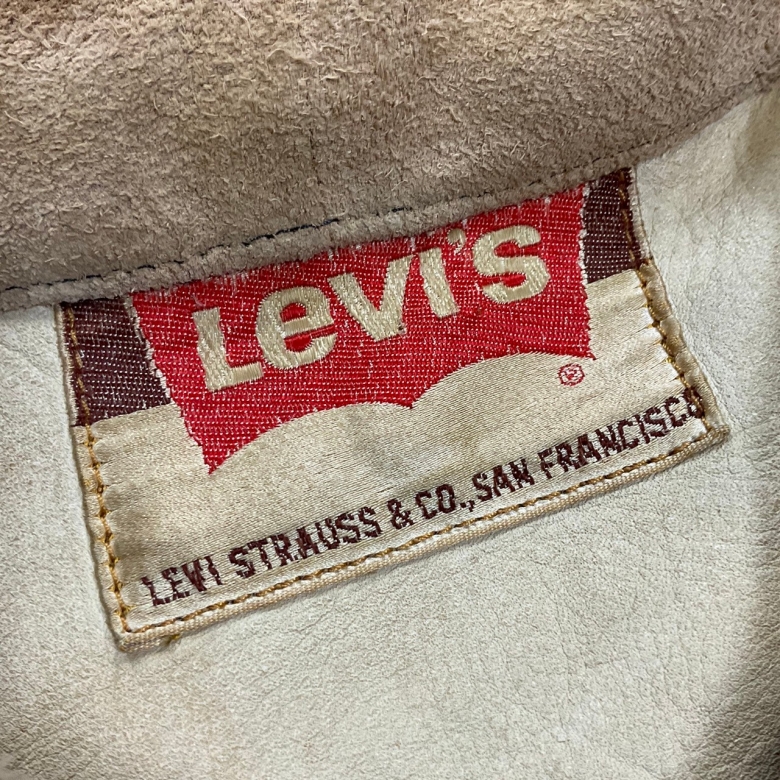 Levi's
®
LEVI STRAUSS & CO., SAN FRANCISCO